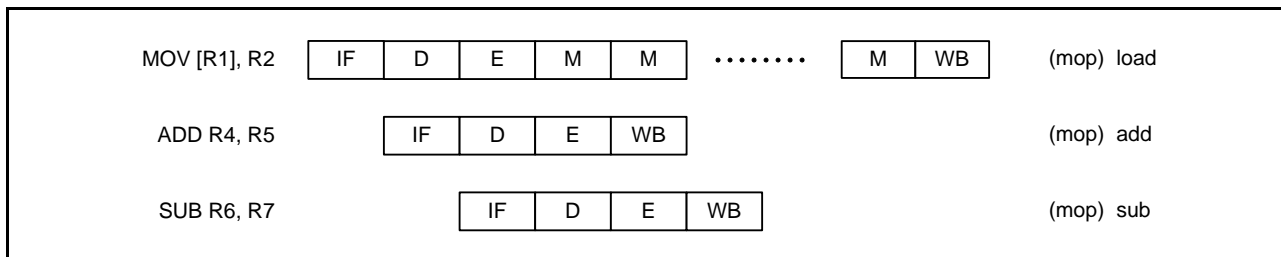 MOV [R1], R2 IF D E M M ········ M WB (mop) load
ADD R4, R5 IF D E WB (mop) add
SUB R6, R7 IF D E WB (mop) sub